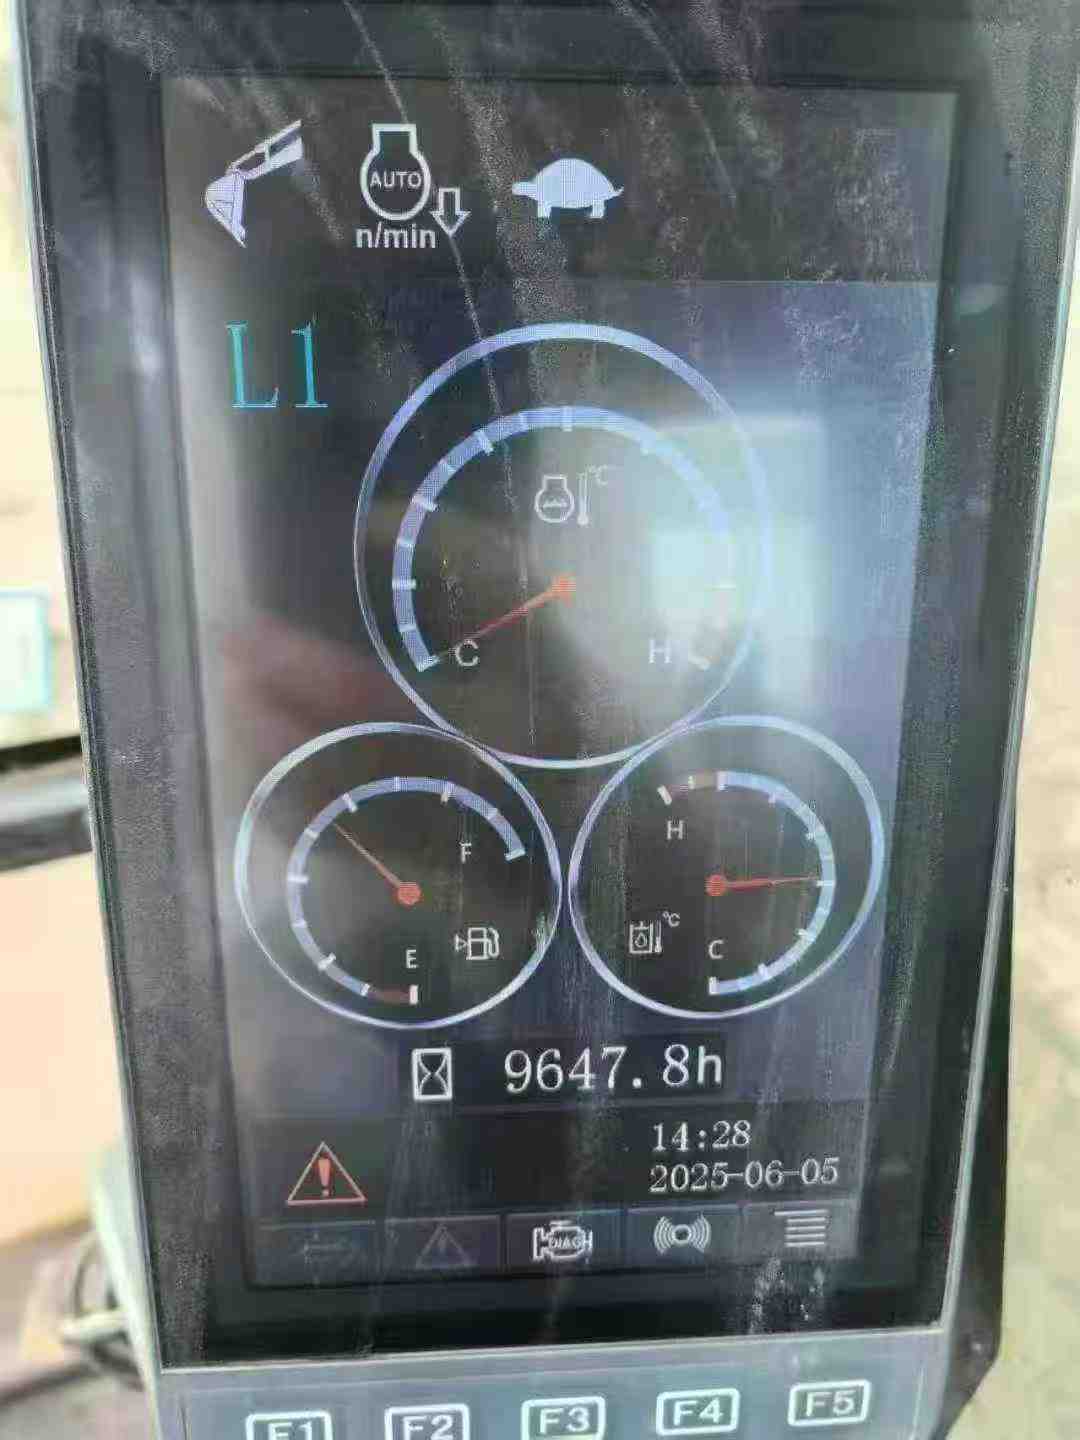 AUTO
n/min
L1
°C
C H
F
E
H
°C
C
9647.8h
14:28
2025-06-05
DIAG
F1 F2 F3 F4 F5